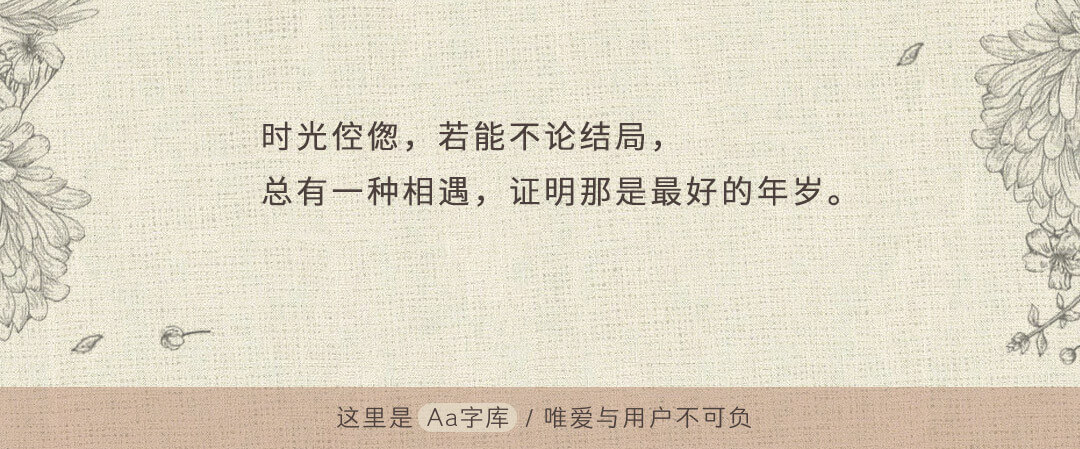 时光倥偬，若能不论结局，
总有一种相遇，证明那是最好的年岁。
这里是 Aa字库 / 唯爱与用户不可负